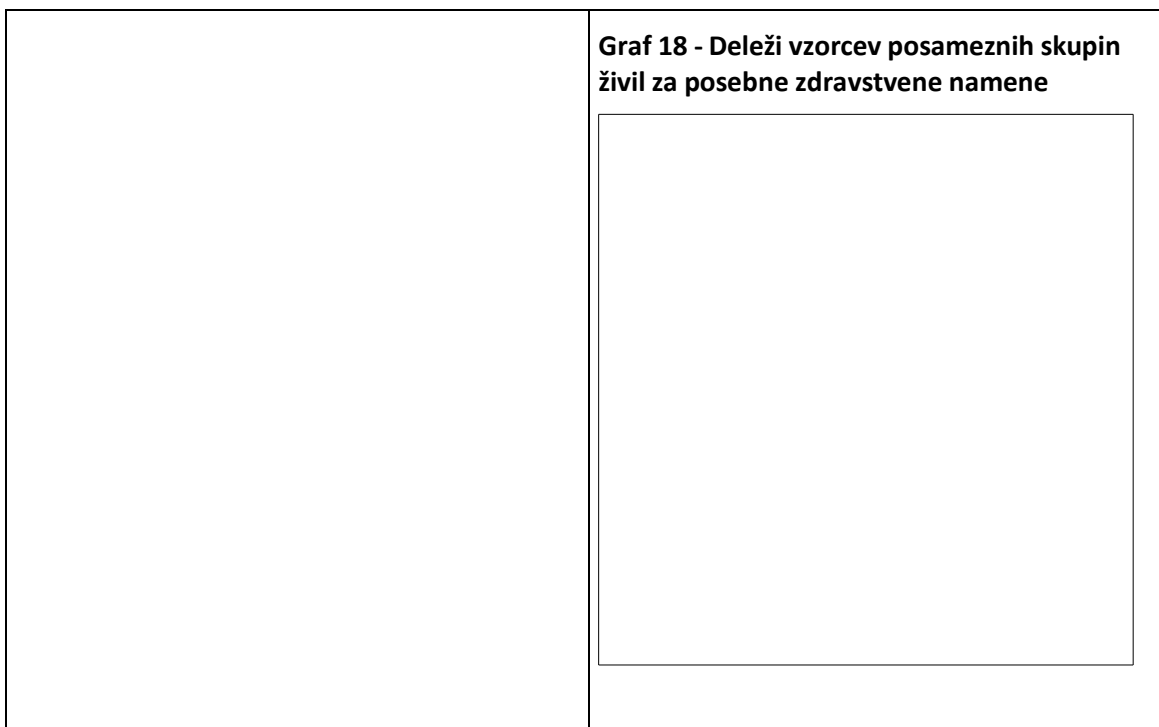 Graf 18 - Deleži vzorcev posameznih skupin
živil za posebne zdravstvene namene